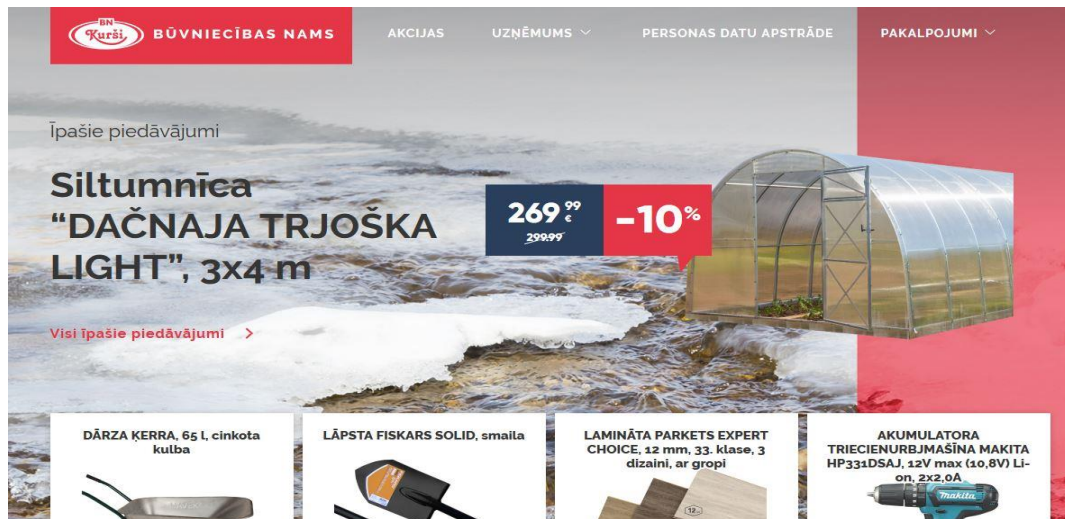 BN
Kurši
BŪVNIECĪBAS NAMS
AKCIJAS
UZŅĒMUMS
PERSONAS DATU APSTRĀDE
PAKALPOJUMI
Īpašie piedāvājumi
Siltumnīca
“DAČNAJA TRJOŠKA
LIGHT”, 3x4 m
269 99 €
299.99
-10%
Visi īpašie piedāvājumi
DĀRZA ĶERRA, 65 l, cinkota
kulba
LĀPSTA FISKARS SOLID, smaila
LAMINĀTA PARKETS EXPERT
CHOICE, 12 mm, 33. klase, 3
dizaini, ar gropi
12
AKUMULATORA
TRIECIENURBJMAŠĪNA MAKITA
HP331DSAJ, 12V max (10,8V) Li-
on, 2x2,0A
makita